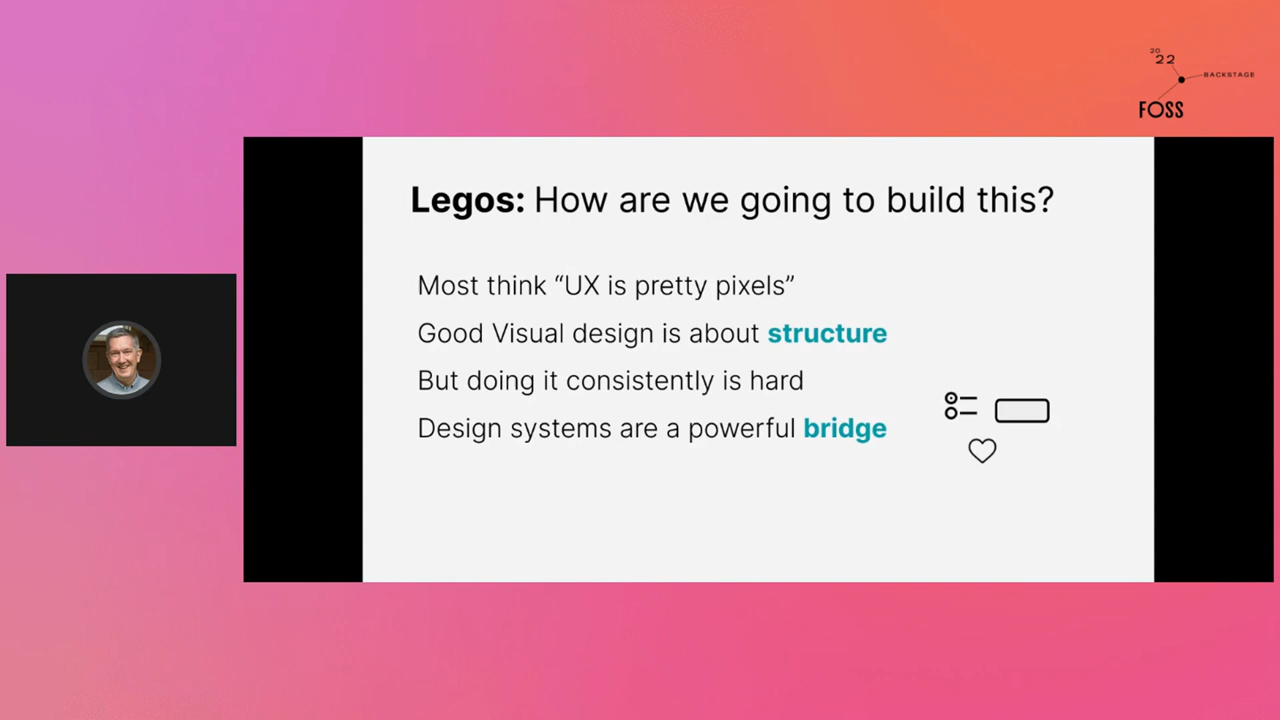 20
22
BACKSTAGE
FOSS
Legos: How are we going to build this?
Most think “UX is pretty pixels”
Good Visual design is about structure
But doing it consistently is hard
Design systems are a powerful bridge